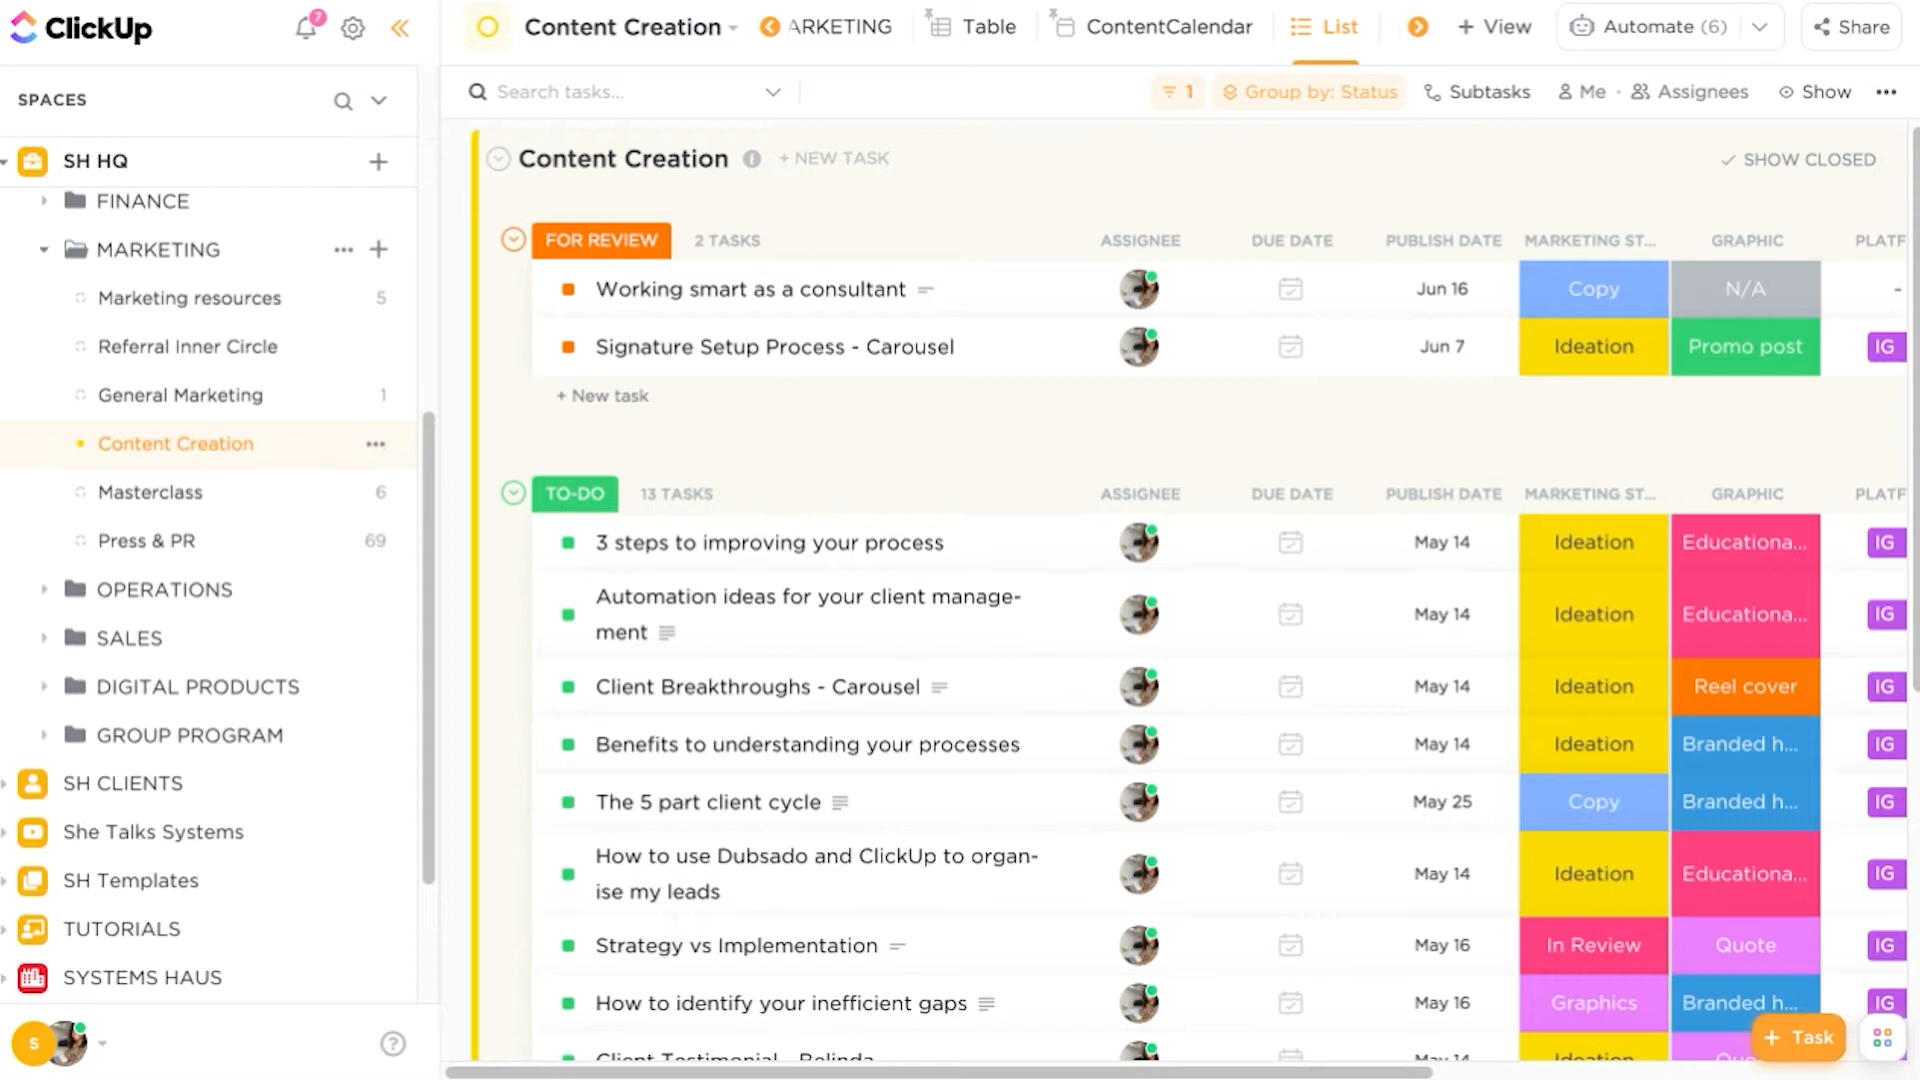 ClickUp
7
Content Creation
ARKETING
Table
ContentCalendar
List
+ View
Automate (6)
Share
SPACES
Search tasks...
1
Group by: Status
Subtasks
Me
Assignees
Show
SH HQ
FINANCE
MARKETING
Marketing resources 5
Referral Inner Circle
General Marketing 1
Content Creation
Masterclass 6
Press & PR 69
OPERATIONS
SALES
DIGITAL PRODUCTS
GROUP PROGRAM
SH CLIENTS
She Talks Systems
SH Templates
TUTORIALS
SYSTEMS HAUS
S
Content Creation + NEW TASK SHOW CLOSED
FOR REVIEW 2 TASKS ASSIGNEE DUE DATE PUBLISH DATE MARKETING ST... GRAPHIC PLATF
Working smart as a consultant Jun 16 Copy N/A -
Signature Setup Process - Carousel Jun 7 Ideation Promo post IG
+ New task
TO-DO 13 TASKS ASSIGNEE DUE DATE PUBLISH DATE MARKETING ST... GRAPHIC PLATF
3 steps to improving your process May 14 Ideation Educationa... IG
Automation ideas for your client manage-
ment May 14 Ideation Educationa... IG
Client Breakthroughs - Carousel May 14 Ideation Reel cover IG
Benefits to understanding your processes May 14 Ideation Branded h... IG
The 5 part client cycle May 25 Copy Branded h... IG
How to use Dubsado and ClickUp to organ-
ise my leads May 14 Ideation Educationa... IG
Strategy vs Implementation May 16 In Review Quote IG
How to identify your inefficient gaps May 16 Graphics Branded h... IG
Client Testimonial - Belinda May 14 Ideation
+ Task